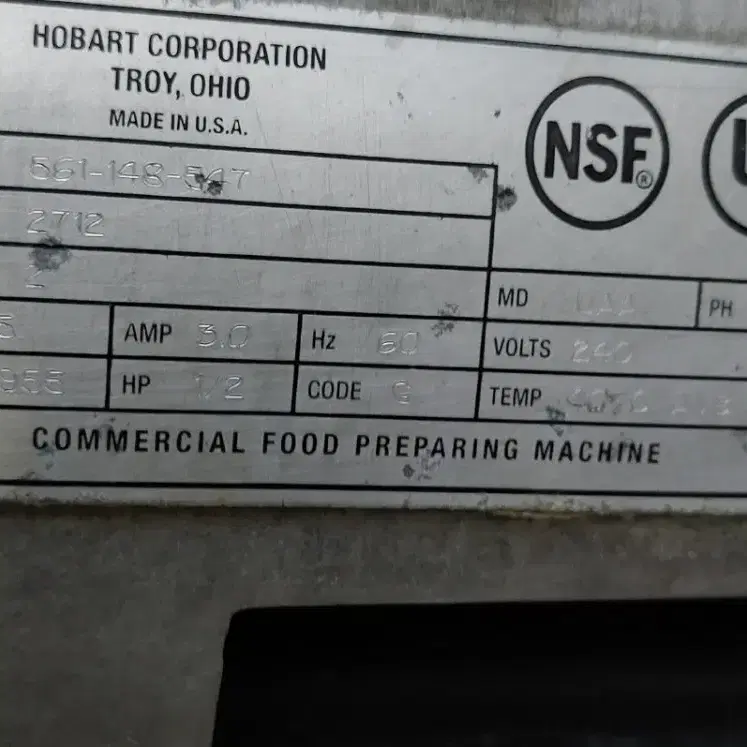 HOBART CORPORATION
TROY, OHIO
MADE IN U.S.A.
NSF®
U
561-148-547
2712
MD
PH
AMP 3.0 Hz 60 VOLTS 240
HP 1/2 CODE G TEMP
COMMERCIAL FOOD PREPARING MACHINE